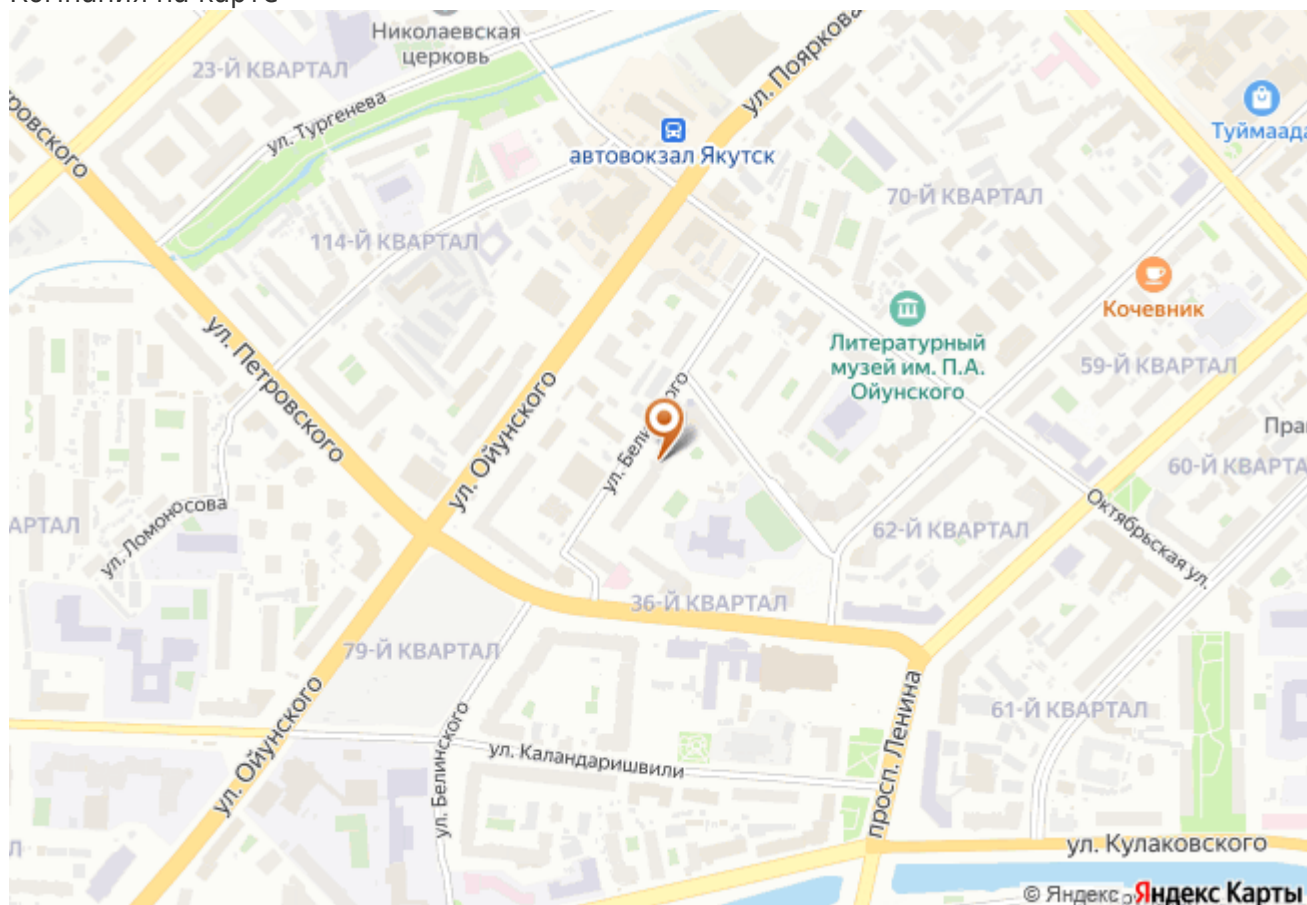 Николаевская
церковь
23-Й КВАРТАЛ
ул. Пояркова
ул. Тургенева
автовокзал Якутск
Туймаада
70-Й КВАРТАЛ
114-Й КВАРТАЛ
Кочевник
ул. Петровского
Литературный
музей им. П.А.
Ойунского
59-Й КВАРТАЛ
ул. Ойунского
60-Й КВАРТА
ул. Ломоносова
АРТАЛ
62-Й КВАРТАЛ
Октябрьская ул.
36-Й КВАРТАЛ
79-Й КВАРТАЛ
ул. Ойунского
ул. Белинского
ул. Каландаришвили
просп. Ленина
61-Й КВАРТАЛ
ул. Кулаковского
© Яндекс
Яндекс Карты